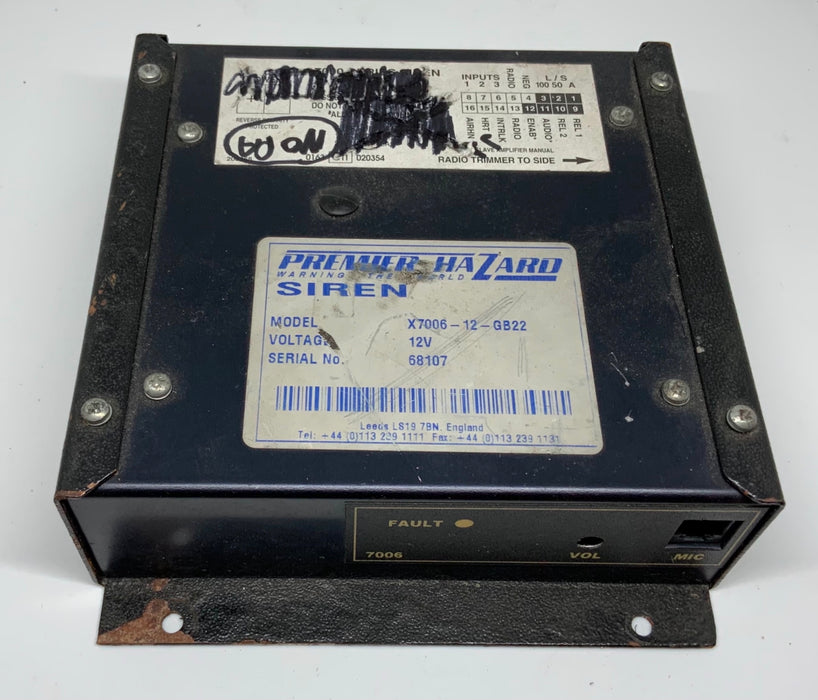 INPUTS
1 2 3
RADIO
NEG
L / S
100 50 A
8 7 6 5 4 3 2 1
16 15 14 13 12 11 10 9
AIRHN
HRT
INTRLK
RADIO
ENAB*
AUDIO*
REL 2
REL 1
DO NOT
REVERSE
NO PA
020354
SLAVE AMPLIFIER MANUAL
RADIO TRIMMER TO SIDE
PREMIER HAZARD
WARNING THE WORLD
SIREN
MODEL X7006-12-GB22
VOLTAGE 12V
SERIAL No. 68107
Leeds LS19 7BN, England
Tel: +44 (0)113 239 1111 Fax: +44 (0)113 239 1131
FAULT
7006
VOL
MIC